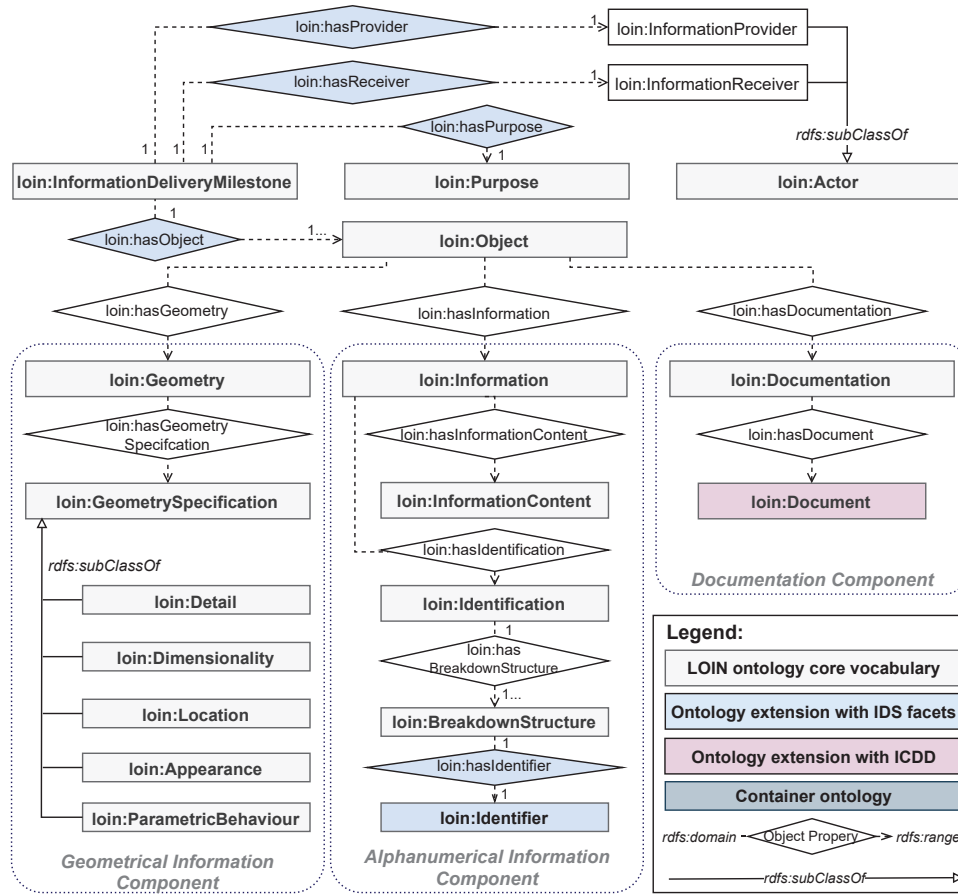 loin:hasProvider
1
loin:InformationProvider
loin:hasReceiver
1
loin:InformationReceiver
loin:hasPurpose
rdfs:subClassOf
1
1
1
1
loin:InformationDeliveryMilestone
loin:Purpose
loin:Actor
1
loin:hasObject
1...
loin:Object
loin:hasGeometry
loin:hasInformation
loin:hasDocumentation
loin:Geometry
loin:Information
loin:Documentation
loin:hasGeometry
Specifcation
loin:hasInformationContent
loin:hasDocument
loin:GeometrySpecification
loin:InformationContent
loin:Document
rdfs:subClassOf
loin:hasIdentification
Documentation Component
loin:Detail
loin:Identification
1
loin:Dimensionality
loin:has
BreakdownStructure
1...
loin:Location
loin:BreakdownStructure
1
loin:Appearance
loin:hasIdentifier
1
loin:ParametricBehaviour
loin:Identifier
Geometrical Information
Component
Alphanumerical Information
Component
Legend:
LOIN ontology core vocabulary
Ontology extension with IDS facets
Ontology extension with ICDD
Container ontology
rdfs:domain
Object Propery
rdfs:range
rdfs:subClassOf